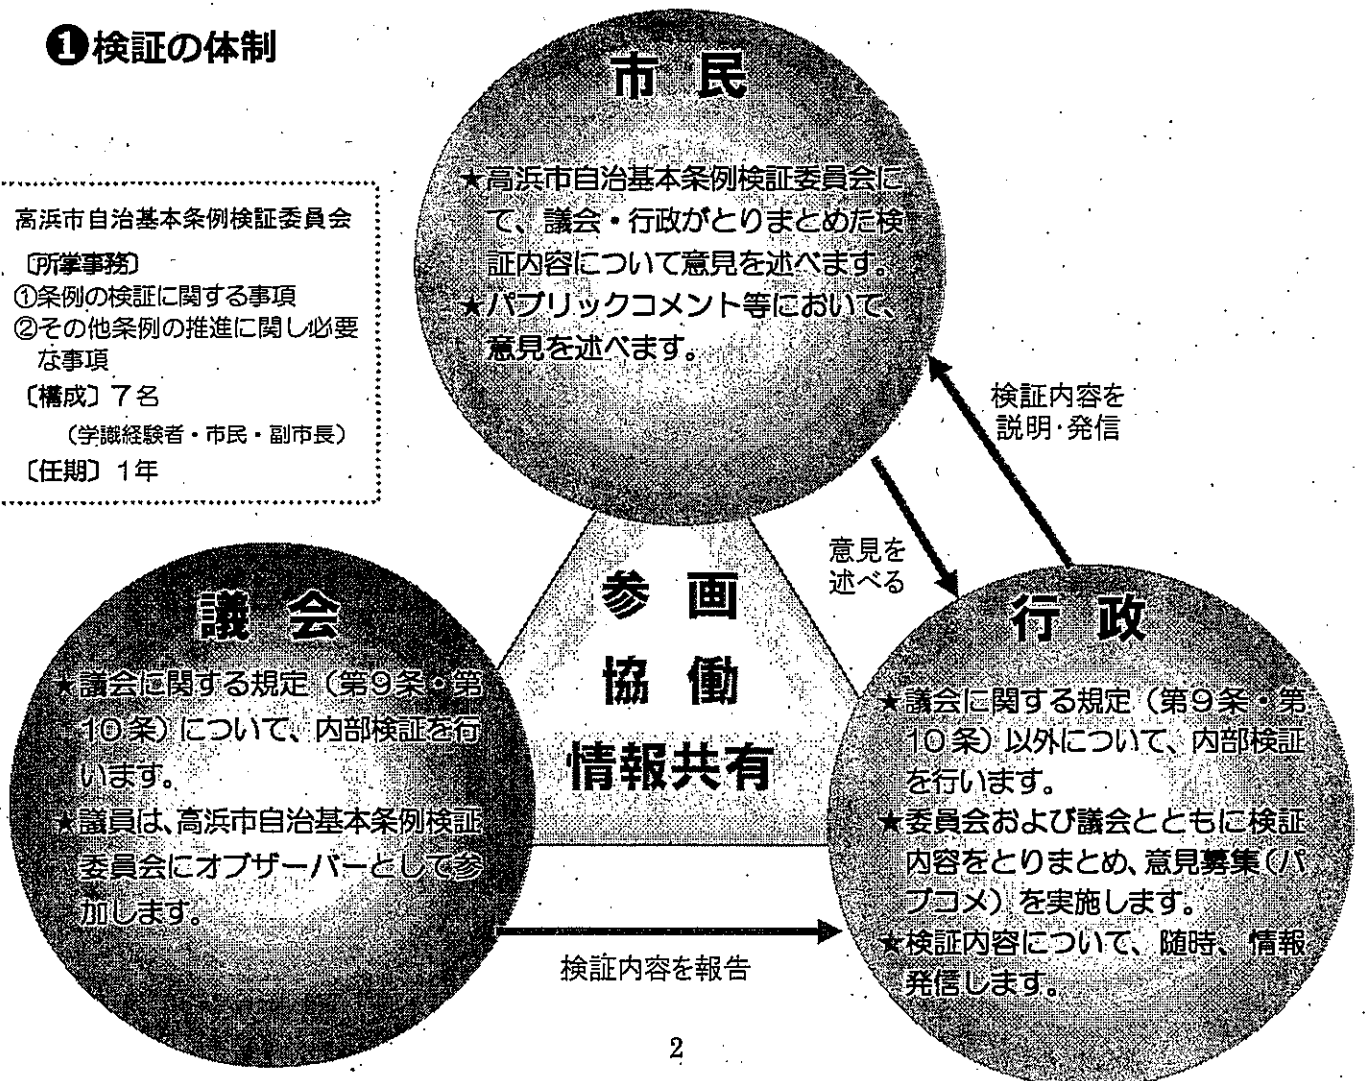 ❶検証の体制
高浜市自治基本条例検証委員会
〔所掌事務〕
①条例の検証に関する事項
②その他条例の推進に関し必要
な事項
〔構成〕7名
（学識経験者・市民・副市長）
〔任期〕1年
市 民
★高浜市自治基本条例検証委員会に
て、議会・行政がとりまとめた検
証内容について意見を述べます。
★パブリックコメント等において、
意見を述べます。
検証内容を
説明・発信
意見を
述べる
参 画
協 働
情報共有
議 会
★議会に関する規定（第9条・第
10条）について、内部検証を行
います。
★議員は、高浜市自治基本条例検証
委員会にオブザーバーとして参
加します。
行 政
★議会に関する規定（第9条・第
10条）以外について、内部検証
を行います。
★委員会および議会とともに検証
内容をとりまとめ、意見募集（パ
ブコメ）を実施します。
★検証内容について、随時、情報
発信します。
検証内容を報告
2